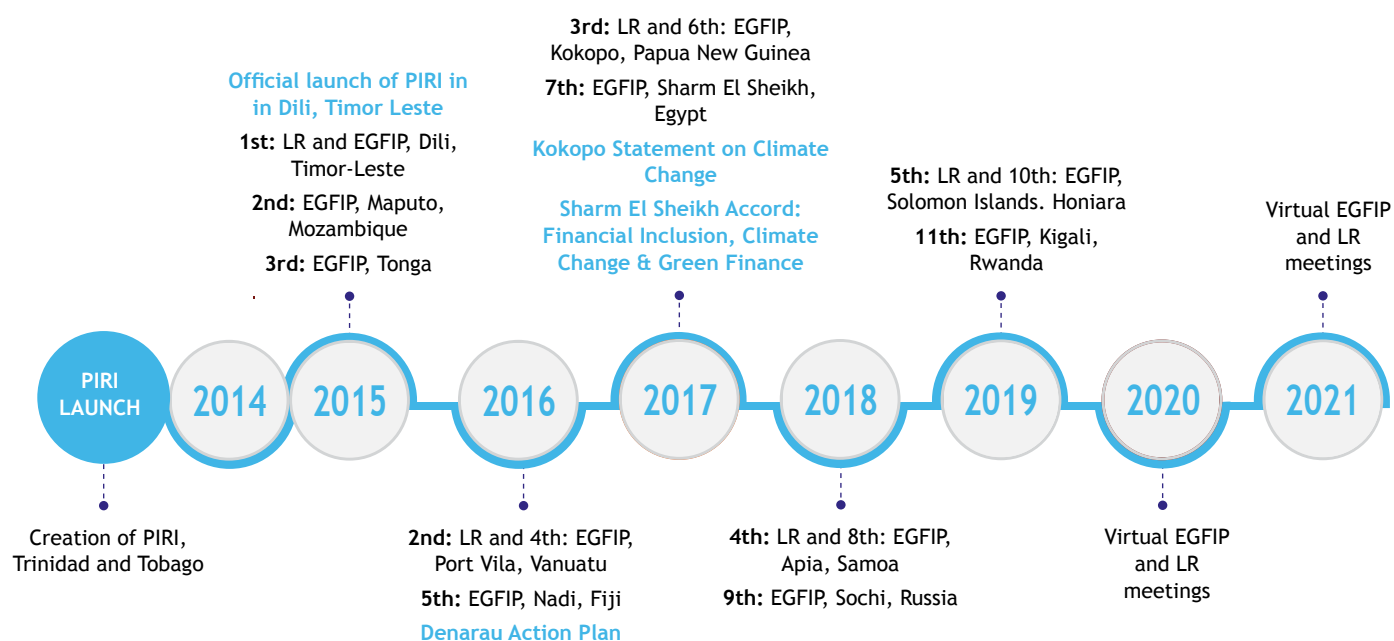 PIRI
LAUNCH
Creation of PIRI,
Trinidad and Tobago
2014
Official launch of PIRI in
in Dili, Timor Leste
1st: LR and EGFIP, Dili,
Timor-Leste
2nd: EGFIP, Maputo,
Mozambique
3rd: EGFIP, Tonga
2015
2016
2nd: LR and 4th: EGFIP,
Port Vila, Vanuatu
5th: EGFIP, Nadi, Fiji
Denarau Action Plan
3rd: LR and 6th: EGFIP,
Kokopo, Papua New Guinea
7th: EGFIP, Sharm El Sheikh,
Egypt
Kokopo Statement on Climate
Change
Sharm El Sheikh Accord:
Financial Inclusion, Climate
Change & Green Finance
2017
2018
4th: LR and 8th: EGFIP,
Apia, Samoa
9th: EGFIP, Sochi, Russia
5th: LR and 10th: EGFIP,
Solomon Islands. Honiara
11th: EGFIP, Kigali,
Rwanda
2019
2020
Virtual EGFIP
and LR
meetings
Virtual EGFIP
and LR
meetings
2021